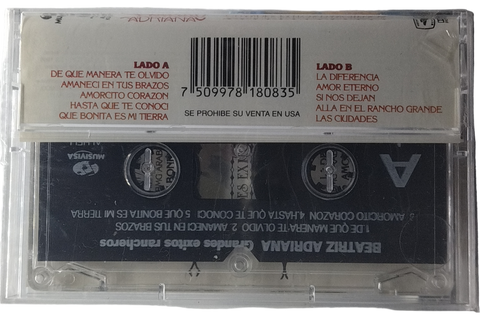 ADRIANA
LADO A
DE QUE MANERA TE OLVIDO
AMANECI EN TUS BRAZOS
AMORCITO CORAZON
HASTA QUE TE CONOCI
QUE BONITA ES MI TIERRA
7 509978 180835
SE PROHIBE SU VENTA EN USA
LADO B
LA DIFERENCIA
AMOR ETERNO
SI NOS DEJAN
ALLA EN EL RANCHO GRANDE
LAS CIUDADES
MUSIVISA
A
BEATRIZ ADRIANA Grandes exitos rancheros
1.DE QUE MANERA TE OLVIDO 2.AMANECI EN TUS BRAZOS
3.AMORCITO CORAZON 4.HASTA QUE TE CONOCI 5.QUE BONITA ES MI TIERRA